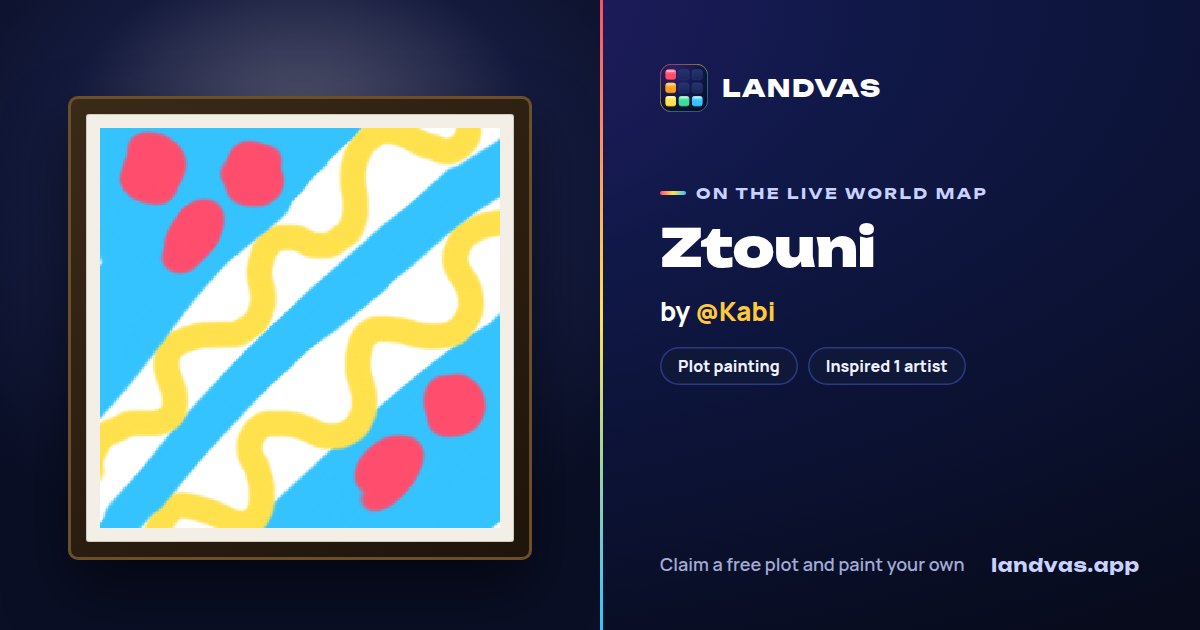 LANDVAS
ON THE LIVE WORLD MAP
Ztouni
by @Kabi
Plot painting
Inspired 1 artist
Claim a free plot and paint your own
landvas.app